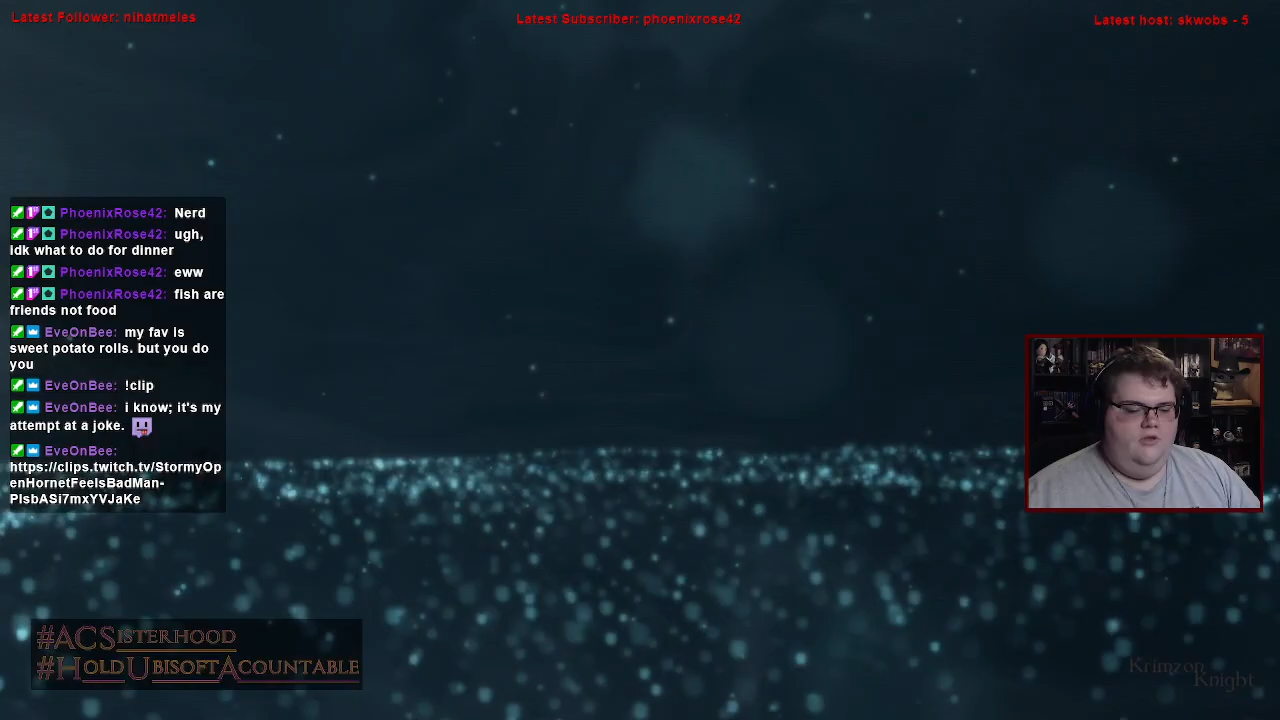 Latest Follower: nihatmeles
Latest Subscriber: phoenixrose42
Latest host: skwobs - 5
PhoenixRose42: Nerd
PhoenixRose42: ugh,
idk what to do for dinner
PhoenixRose42: eww
PhoenixRose42: fish are
friends not food
EveOnBee: my fav is
sweet potato rolls. but you do
you
EveOnBee: !clip
EveOnBee: i know; it's my
attempt at a joke.
EveOnBee:
https://clips.twitch.tv/StormyOp
enHornetFeelsBadMan-
PIsbASi7mxYVJaKe
#ACSisterhood
#HoldUbisoftAcountable
Krimzon
Knight